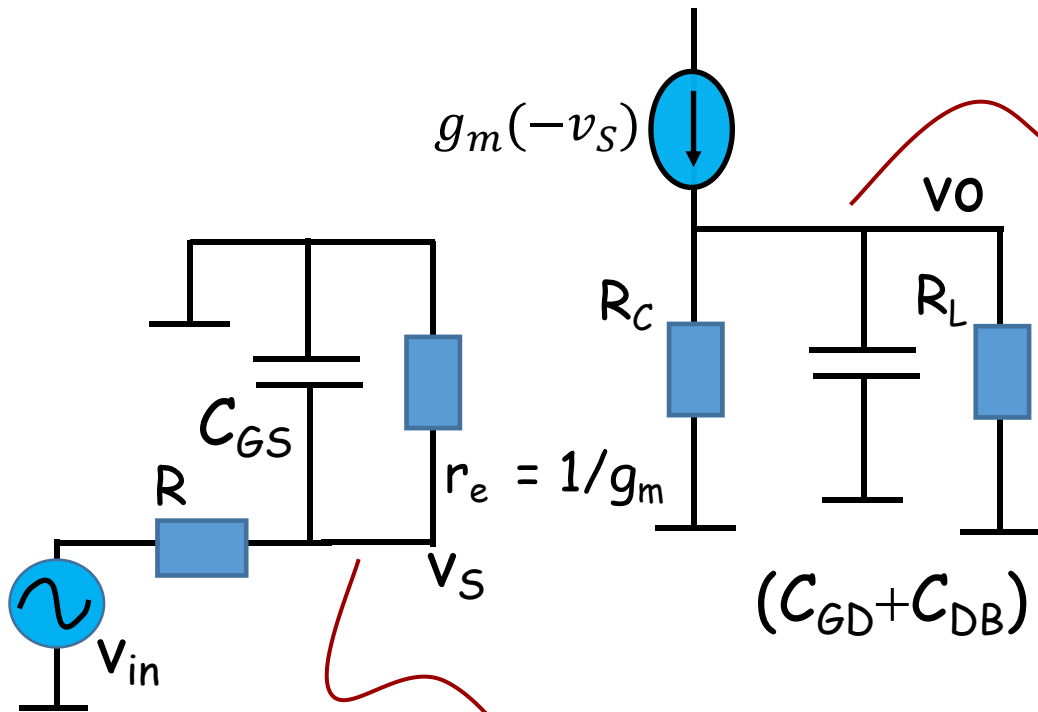 g_m(−v_S)
vo
R_C
R_L
C_GS
R
r_e = 1/g_m
v_S
v_in
(C_GD+C_DB)